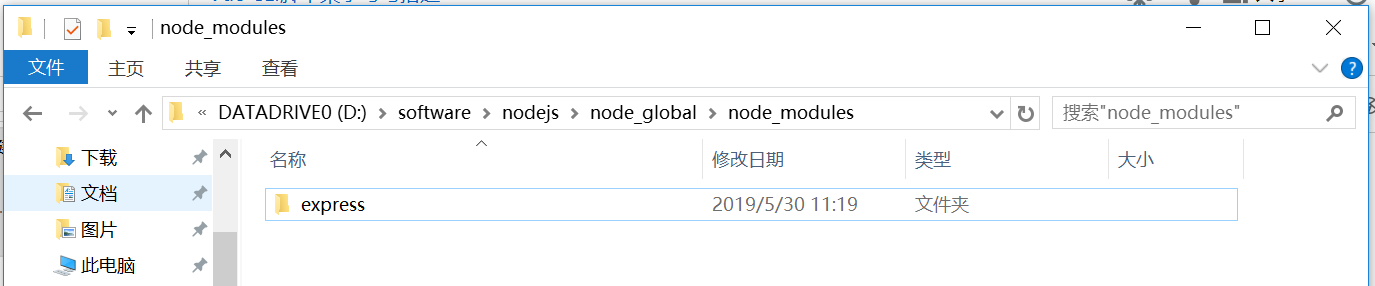 node_modules
文件 主页 共享 查看
« DATADRIVE0 (D:) > software > nodejs > node_global > node_modules 搜索"node_modules"
名称 修改日期 类型 大小
下载
文档
图片
此电脑
express 2019/5/30 11:19 文件夹